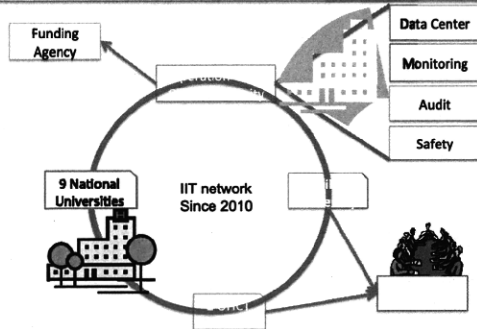 Funding
Agency
Data Center
Monitoring
Audit
Safety
9 National
Universities
IIT network
Since 2010